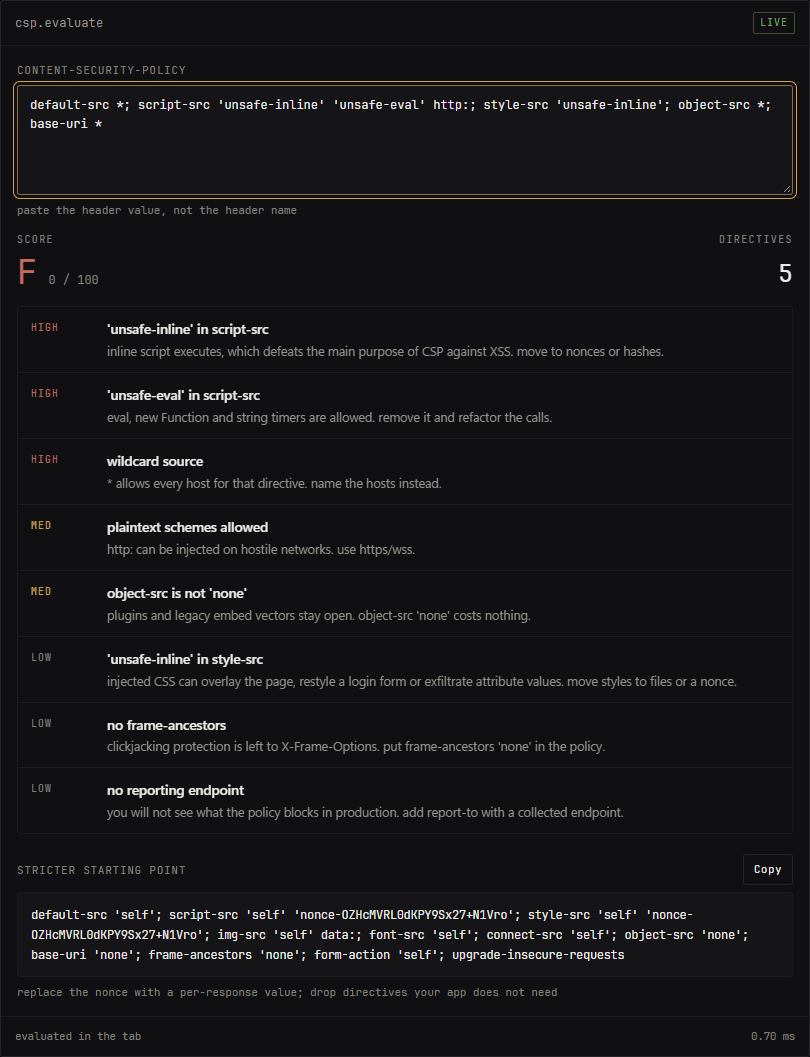 csp.evaluate
LIVE
CONTENT-SECURITY-POLICY
default-src *; script-src 'unsafe-inline' 'unsafe-eval' http:; style-src 'unsafe-inline'; object-src *;
base-uri *
paste the header value, not the header name
SCORE
DIRECTIVES
F 0 / 100
5
HIGH
'unsafe-inline' in script-src
inline script executes, which defeats the main purpose of CSP against XSS. move to nonces or hashes.
HIGH
'unsafe-eval' in script-src
eval, new Function and string timers are allowed. remove it and refactor the calls.
HIGH
wildcard source
* allows every host for that directive. name the hosts instead.
MED
plaintext schemes allowed
http: can be injected on hostile networks. use https/wss.
MED
object-src is not 'none'
plugins and legacy embed vectors stay open. object-src 'none' costs nothing.
LOW
'unsafe-inline' in style-src
injected CSS can overlay the page, restyle a login form or exfiltrate attribute values. move styles to files or a nonce.
LOW
no frame-ancestors
clickjacking protection is left to X-Frame-Options. put frame-ancestors 'none' in the policy.
LOW
no reporting endpoint
you will not see what the policy blocks in production. add report-to with a collected endpoint.
STRICTER STARTING POINT
Copy
default-src 'self'; script-src 'self' 'nonce-OZHcMVRL0dKPY9Sx27+N1Vro'; style-src 'self' 'nonce-
OZHcMVRL0dKPY9Sx27+N1Vro'; img-src 'self' data:; font-src 'self'; connect-src 'self'; object-src 'none';
base-uri 'none'; frame-ancestors 'none'; form-action 'self'; upgrade-insecure-requests
replace the nonce with a per-response value; drop directives your app does not need
evaluated in the tab
0.70 ms